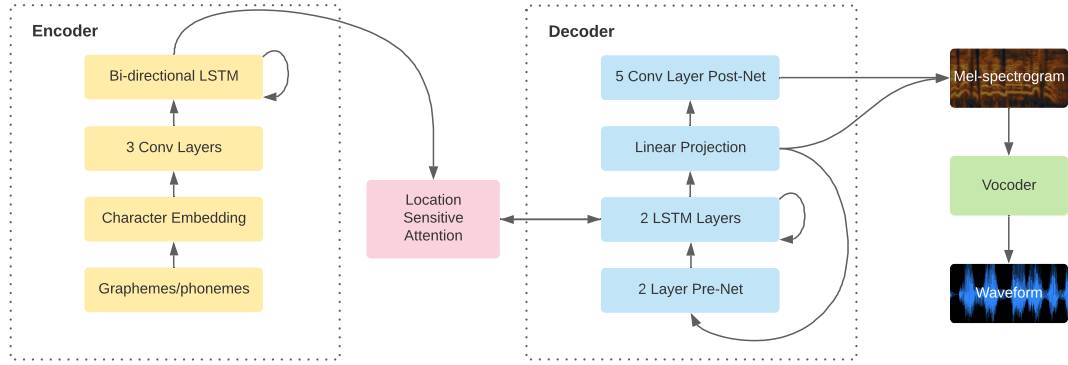 Encoder
Bi-directional LSTM
3 Conv Layers
Character Embedding
Graphemes/phonemes
Location
Sensitive
Attention
Decoder
5 Conv Layer Post-Net
Linear Projection
2 LSTM Layers
2 Layer Pre-Net
Mel-spectrogram
Vocoder
Waveform